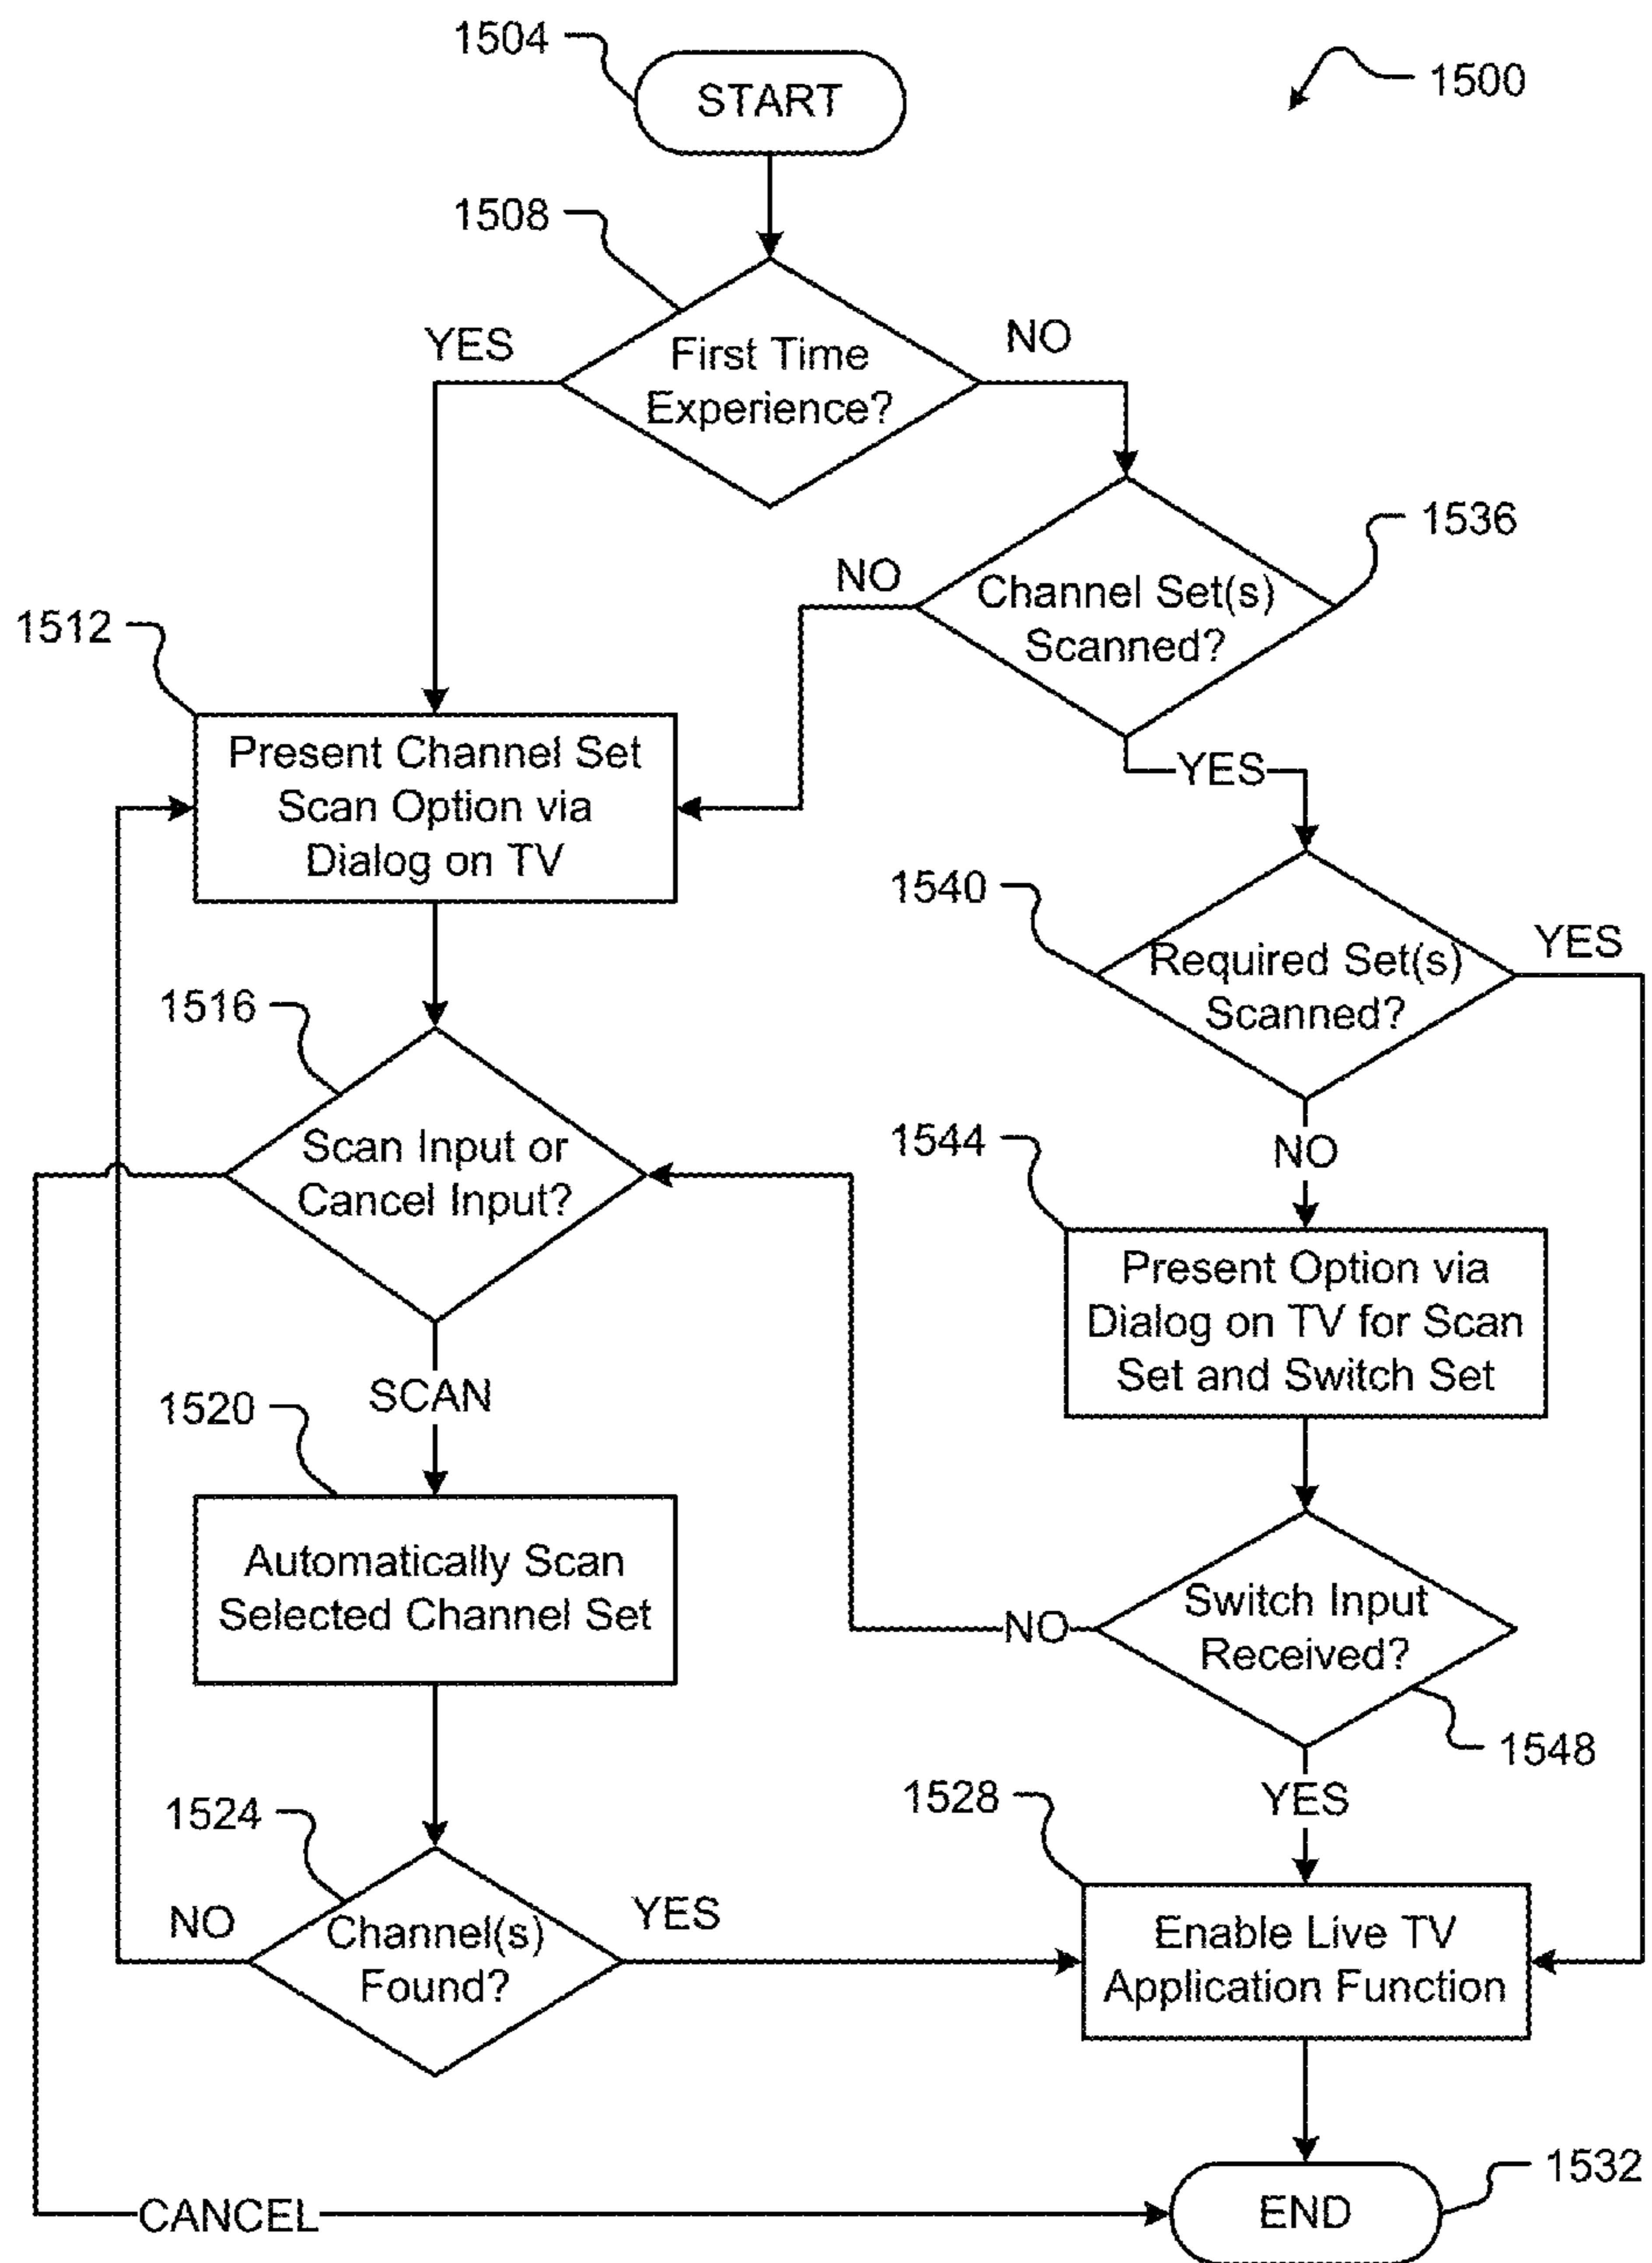 1504
START
1500
1508
YES
First Time
Experience?
NO
1536
NO
Channel Set(s)
Scanned?
1512
Present Channel Set
Scan Option via
Dialog on TV
YES
1540
Required Set(s)
Scanned?
YES
1516
Scan Input or
Cancel Input?
1544
NO
Present Option via
Dialog on TV for Scan
Set and Switch Set
SCAN
1520
Automatically Scan
Selected Channel Set
NO
Switch Input
Received?
1548
1524
NO
Channel(s)
Found?
YES
1528
YES
Enable Live TV
Application Function
1532
CANCEL
END